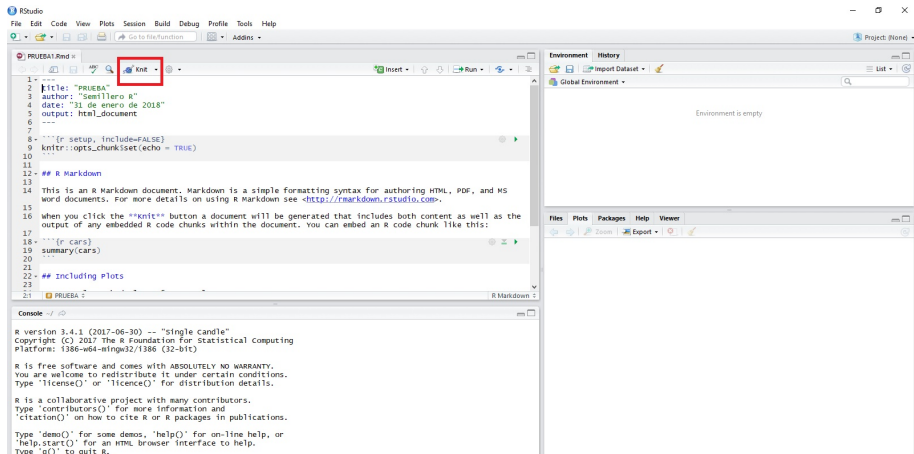 RStudio
File Edit Code View Plots Session Build Debug Profile Tools Help
Go to file/function Addins
Project: (None)
PRUEBA1.Rmd
ABC Knit Insert Run
1 ---
2 title: "PRUEBA"
3 author: "Semillero R"
4 date: "31 de enero de 2018"
5 output: html_document
6 ---
7
8 ```{r setup, include=FALSE}
9 knitr::opts_chunk$set(echo = TRUE)
10 ```
11
12 ## R Markdown
13
14 This is an R Markdown document. Markdown is a simple formatting syntax for authoring HTML, PDF, and MS
Word documents. For more details on using R Markdown see <http://rmarkdown.rstudio.com>.
15
16 When you click the **Knit** button a document will be generated that includes both content as well as the
output of any embedded R code chunks within the document. You can embed an R code chunk like this:
17
18 ```{r cars}
19 summary(cars)
20 ```
21
22 ## Including Plots
23
2:1 PRUEBA R Markdown
Console ~/
R version 3.4.1 (2017-06-30) -- "Single Candle"
Copyright (C) 2017 The R Foundation for Statistical Computing
Platform: i386-w64-mingw32/i386 (32-bit)
R is free software and comes with ABSOLUTELY NO WARRANTY.
You are welcome to redistribute it under certain conditions.
Type 'license()' or 'licence()' for distribution details.
R is a collaborative project with many contributors.
Type 'contributors()' for more information and
'citation()' on how to cite R or R packages in publications.
Type 'demo()' for some demos, 'help()' for on-line help, or
'help.start()' for an HTML browser interface to help.
Type 'q()' to quit R.
Environment History
Import Dataset List
Global Environment
Environment is empty
Files Plots Packages Help Viewer
Zoom Export